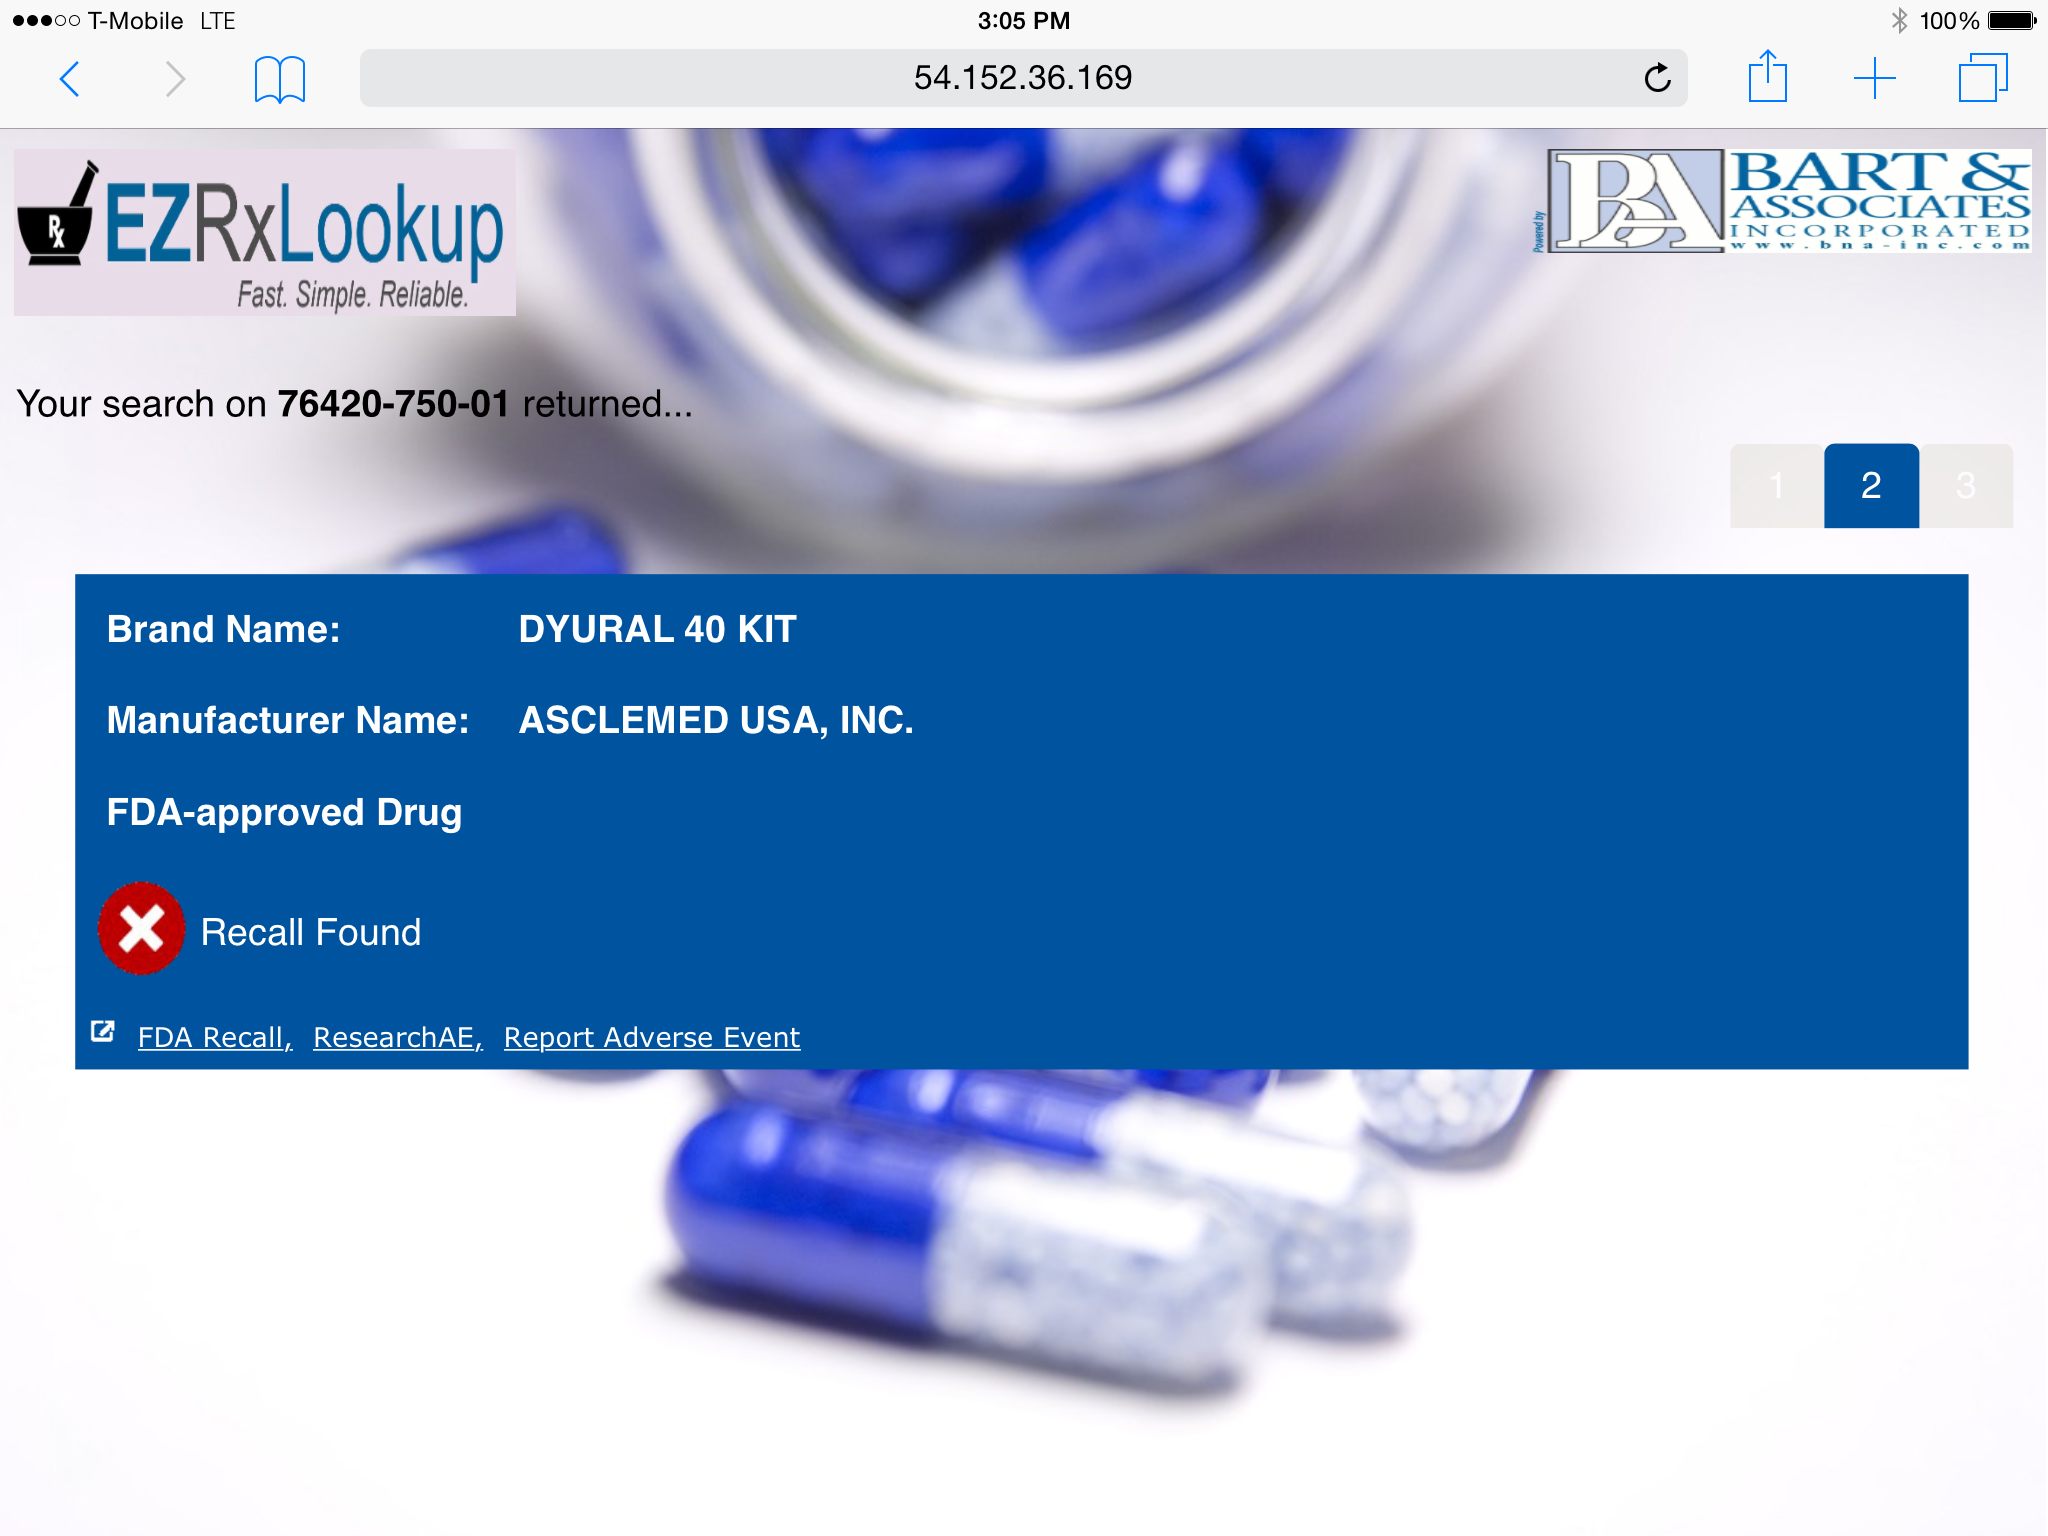 T-Mobile LTE 3:05 PM 100%
54.152.36.169
Rx EZRxLookup
Fast. Simple. Reliable.
Powered by
BA BART &
ASSOCIATES
INCORPORATED
www.bna-inc.com
Your search on 76420-750-01 returned...
1 2 3
Brand Name: DYURAL 40 KIT
Manufacturer Name: ASCLEMED USA, INC.
FDA-approved Drug
Recall Found
FDA Recall, ResearchAE, Report Adverse Event